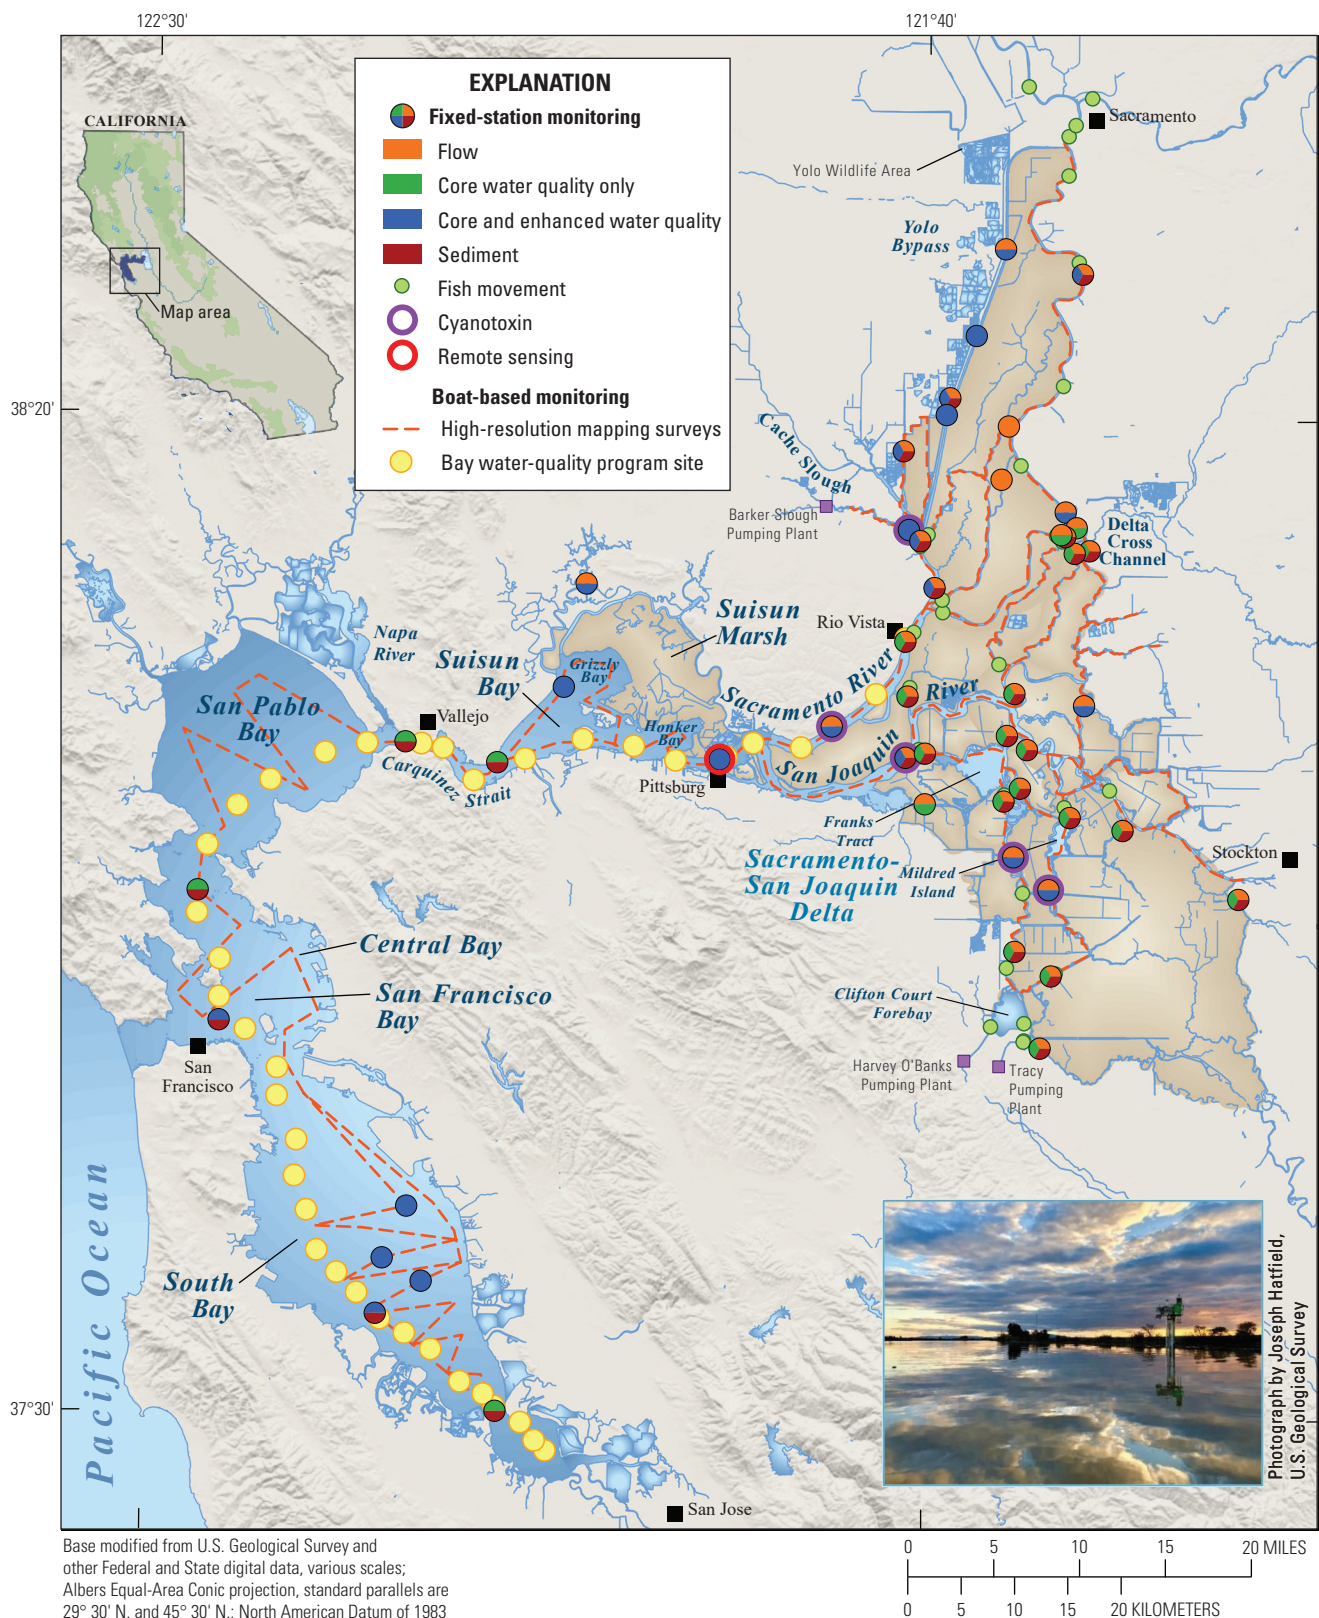 122°30'
121°40'
EXPLANATION
Fixed-station monitoring
Flow
Core water quality only
Core and enhanced water quality
Sediment
Fish movement
Cyanotoxin
Remote sensing
Boat-based monitoring
High-resolution mapping surveys
Bay water-quality program site
CALIFORNIA
Map area
Sacramento
Yolo Wildlife Area
Yolo
Bypass
38°20'
Cache Slough
Barker Slough
Pumping Plant
Delta
Cross
Channel
Suisun
Marsh
Rio Vista
Napa
River
Suisun
Bay
Grizzly
Bay
Sacramento River
River
San Pablo
Bay
Vallejo
Honker
Bay
San Joaquin
Carquinez
Strait
Pittsburg
Franks
Tract
Sacramento-
San Joaquin
Delta
Mildred
Island
Stockton
Central Bay
San Francisco
Bay
Clifton Court
Forebay
San
Francisco
Harvey O'Banks
Pumping Plant
Tracy
Pumping
Plant
Pacific Ocean
South
Bay
Photograph by Joseph Hatfield,
U.S. Geological Survey
37°30'
San Jose
Base modified from U.S. Geological Survey and
other Federal and State digital data, various scales;
Albers Equal-Area Conic projection, standard parallels are
29° 30' N. and 45° 30' N.; North American Datum of 1983
0 5 10 15 20 MILES
0 5 10 15 20 KILOMETERS